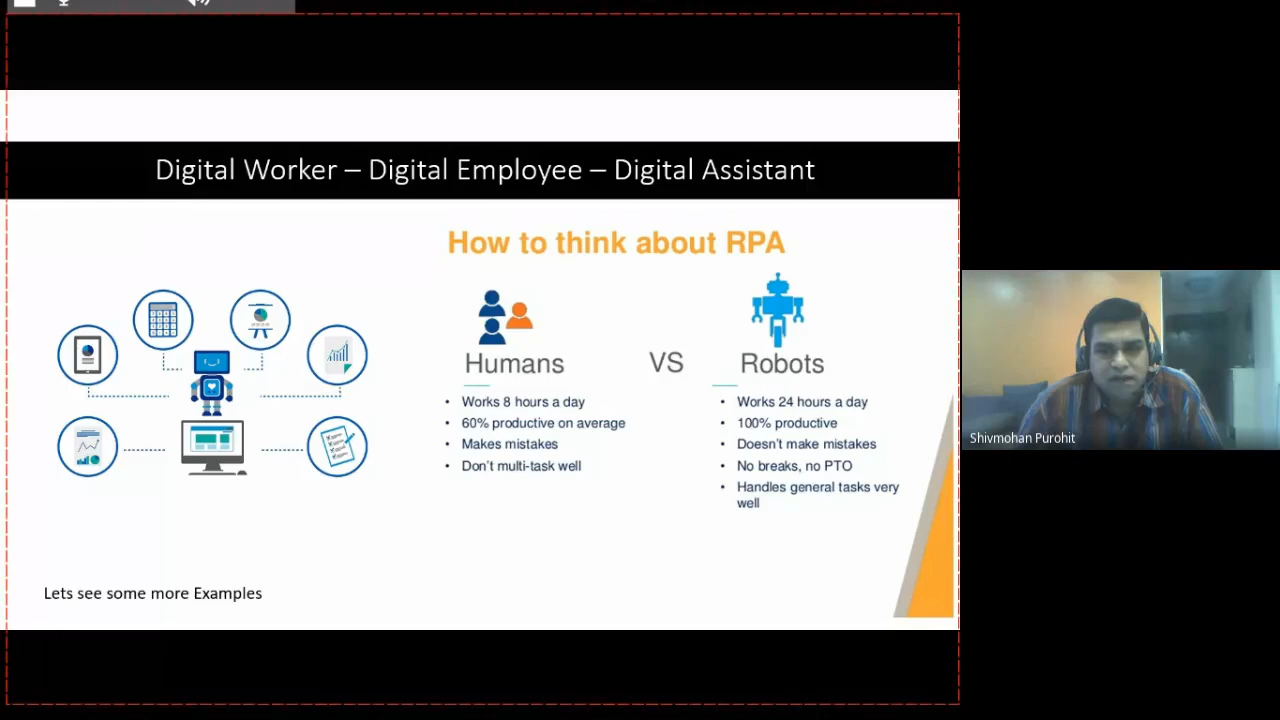 Digital Worker – Digital Employee – Digital Assistant
How to think about RPA
Humans
VS
Robots
• Works 8 hours a day
• 60% productive on average
• Makes mistakes
• Don't multi-task well
• Works 24 hours a day
• 100% productive
• Doesn't make mistakes
• No breaks, no PTO
• Handles general tasks very
well
Lets see some more Examples
Shivmohan Purohit